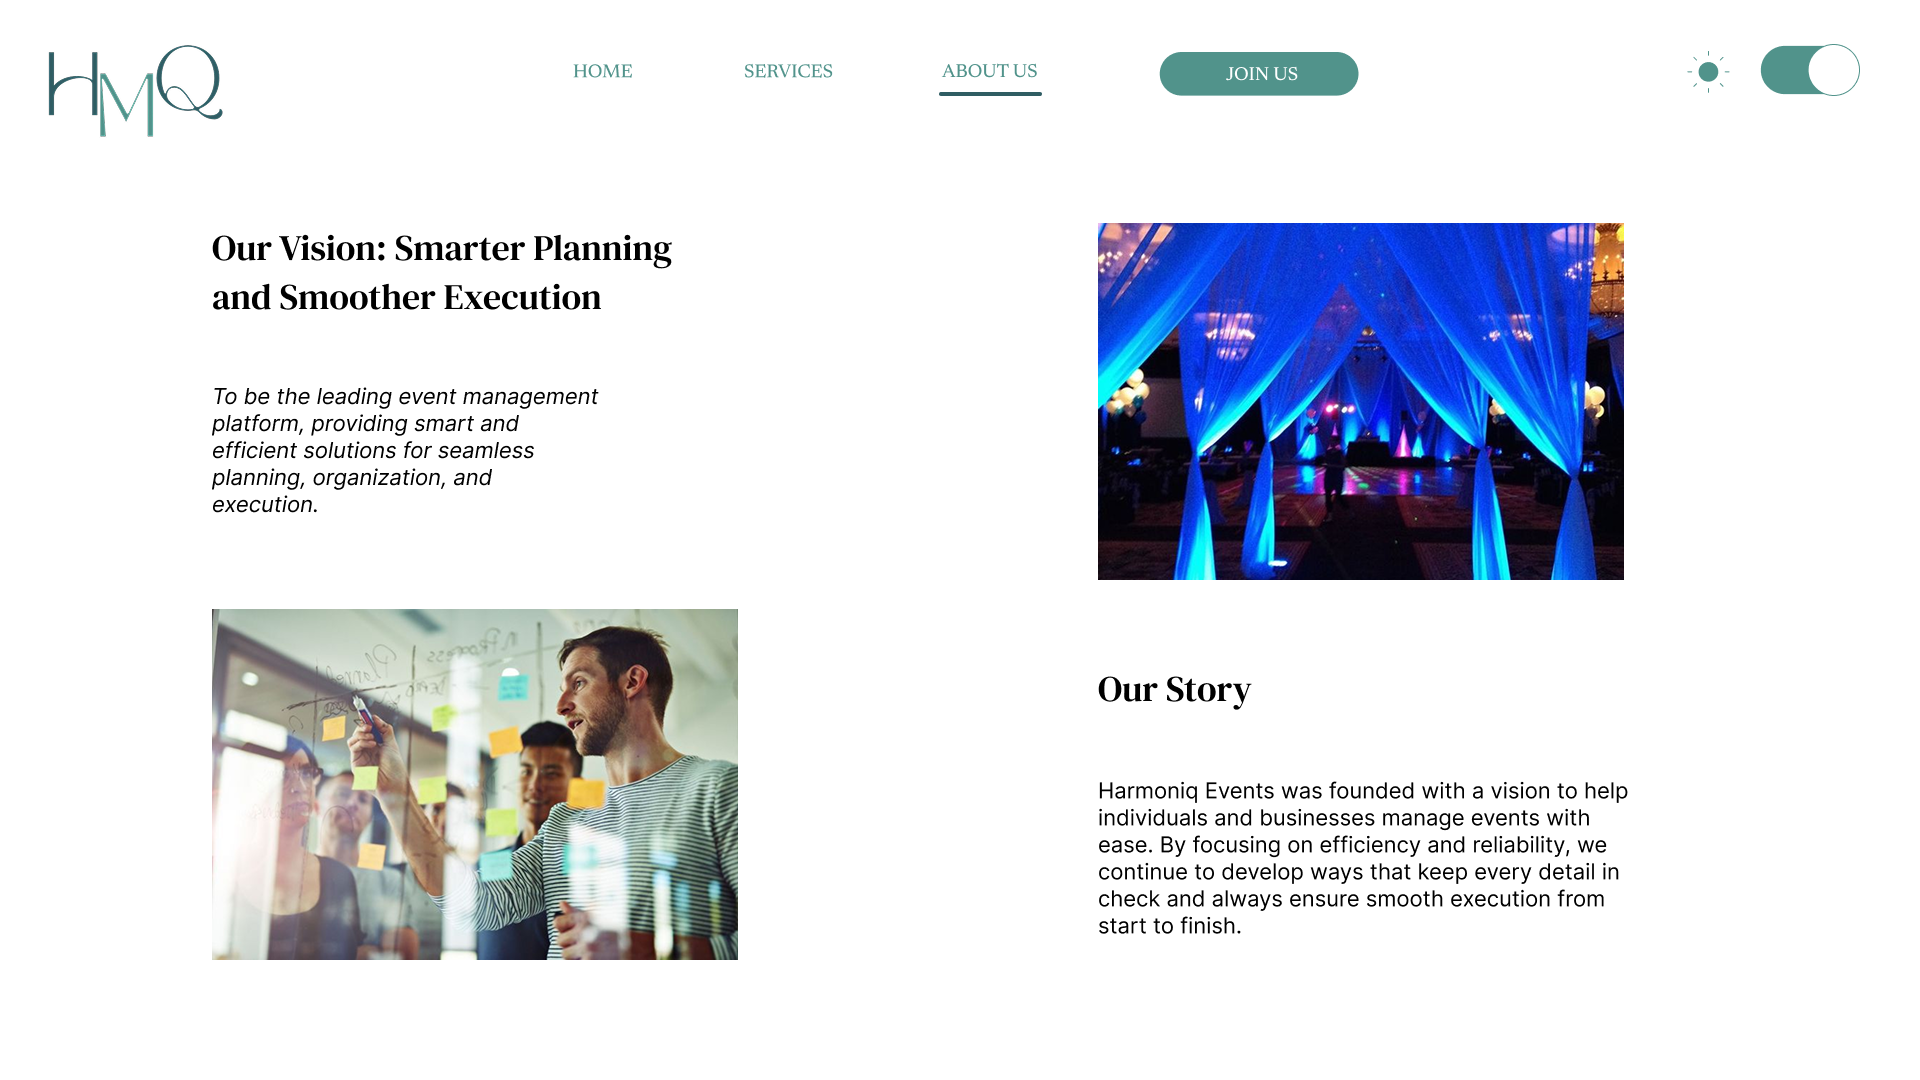 HMQ
HOME
SERVICES
ABOUT US
JOIN US
Our Vision: Smarter Planning
and Smoother Execution
To be the leading event management
platform, providing smart and
efficient solutions for seamless
planning, organization, and
execution.
Our Story
Harmoniq Events was founded with a vision to help
individuals and businesses manage events with
ease. By focusing on efficiency and reliability, we
continue to develop ways that keep every detail in
check and always ensure smooth execution from
start to finish.